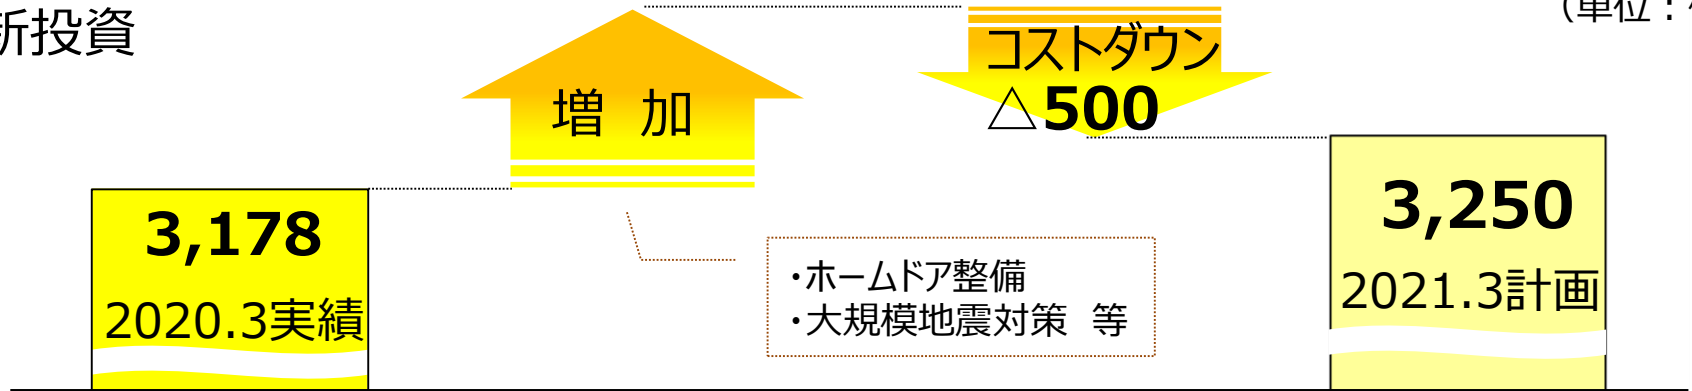 新投資
（単位：
増 加
コストダウン
△500
3,178
2020.3実績
・ホームドア整備
・大規模地震対策 等
3,250
2021.3計画